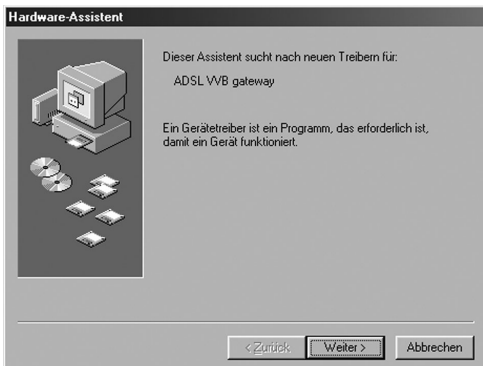 Hardware-Assistent
Dieser Assistent sucht nach neuen Treibern für:
ADSL VVB gateway
Ein Gerätetreiber ist ein Programm, das erforderlich ist,
damit ein Gerät funktioniert.
< Zurück Weiter > Abbrechen